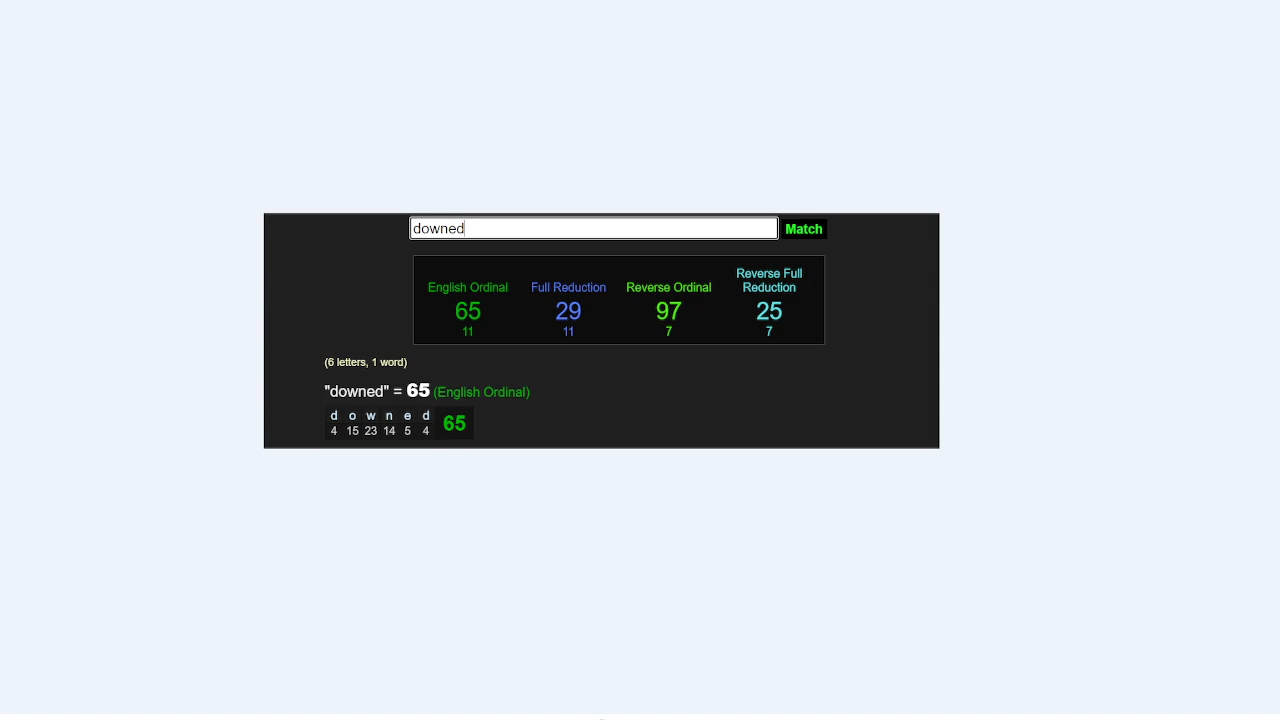 downed
Match
English Ordinal Full Reduction Reverse Ordinal Reverse Full Reduction
65 29 97 25
11 11 7 7
(6 letters, 1 word)
"downed" = 65 (English Ordinal)
d o w n e d 65
4 15 23 14 5 4